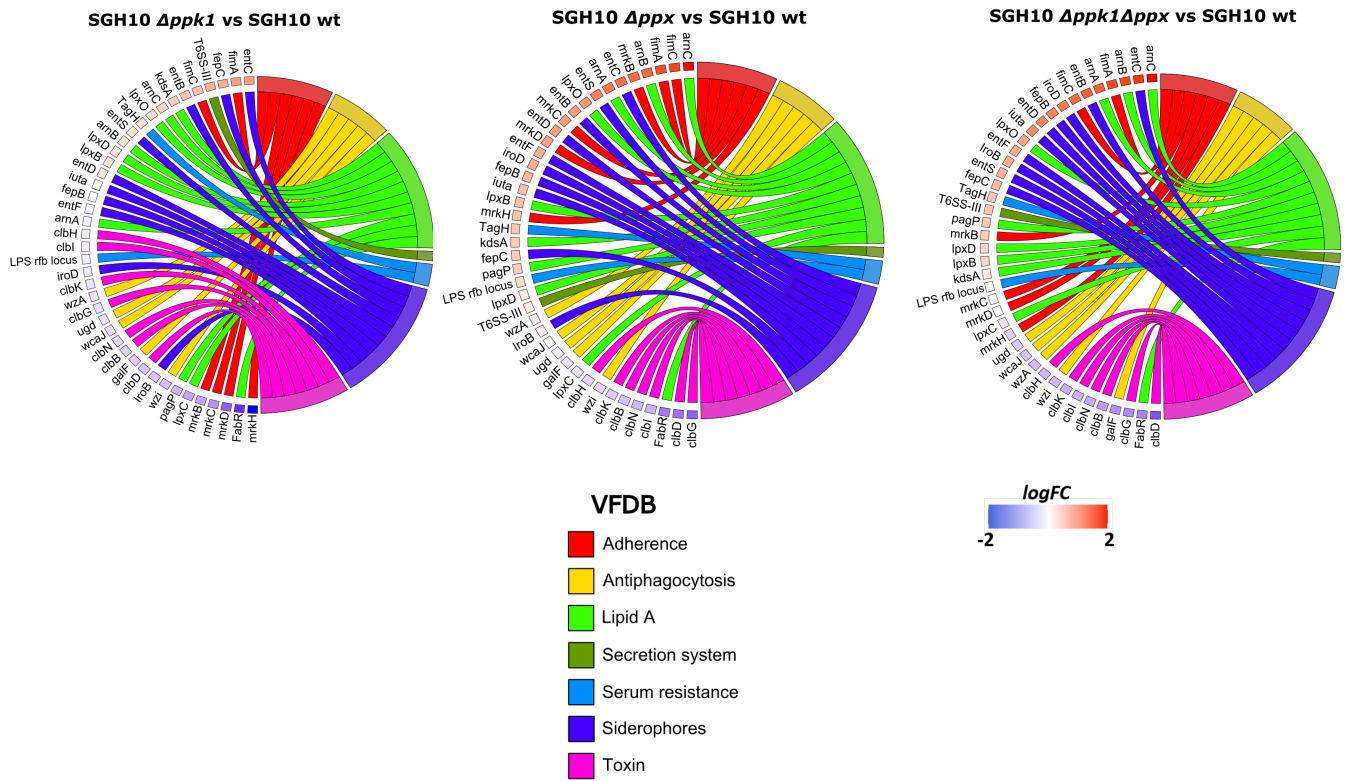 SGH10 Δppk1 vs SGH10 wt
entC
fimA
fepC
T6SS-III
fimC
entB
kdsA
arnC
lpxO
TagH
entS
arnB
lpxD
lpxB
entD
iuta
fepB
entF
arnA
clbH
clbI
LPS rfb locus
iroD
clbK
wzA
clbG
ugd
wcaJ
clbN
clbB
galF
clbD
IroB
wzi
pagP
lpxC
mrkB
mrkC
mrkD
FabR
mrkH
SGH10 Δppx vs SGH10 wt
arnC
fimC
fimA
arnB
mrkB
entC
arnA
entS
lpxO
entB
mrkC
entD
mrkD
entF
iroD
fepB
iuta
lpxB
mrkH
TagH
kdsA
fepC
pagP
LPS rfb locus
lpxD
T6SS-III
wzA
IroB
wcaJ
ugd
galF
lpxC
clbH
wzi
clbK
clbB
clbN
clbI
FabR
clbD
clbG
SGH10 Δppk1Δppx vs SGH10 wt
arnC
entC
arnB
fimA
arnA
entB
fimC
iroD
fepB
iutb
entD
lpxO
entF
IroB
entS
fepC
TagH
T6SS-III
pagP
mrkB
lpxD
lpxB
kdsA
LPS rfb locus
mrkC
mrkD
lpxC
mrkH
ugd
wcaJ
wzA
clbH
wzi
clbK
clbI
clbN
clbB
galF
clbG
FabR
clbD
VFDB
Adherence
Antiphagocytosis
Lipid A
Secretion system
Serum resistance
Siderophores
Toxin
logFC
-2 2